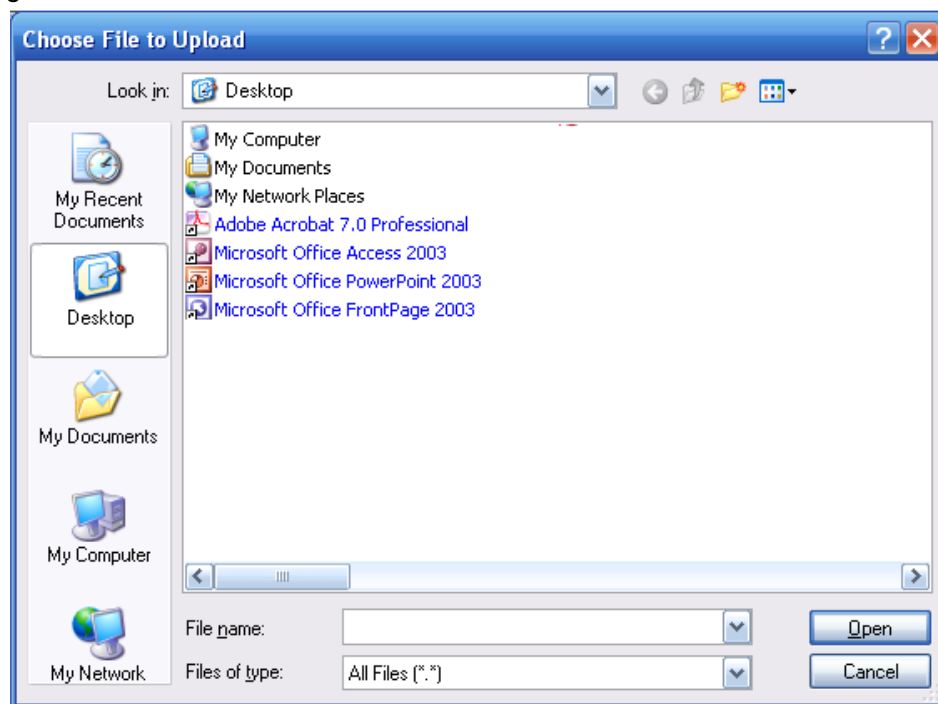 Choose File to Upload
Look in: Desktop
My Computer
My Documents
My Network Places
Adobe Acrobat 7.0 Professional
Microsoft Office Access 2003
Microsoft Office PowerPoint 2003
Microsoft Office FrontPage 2003
My Recent
Documents
Desktop
My Documents
My Computer
My Network
File name:
Open
Files of type: All Files (*.*)
Cancel